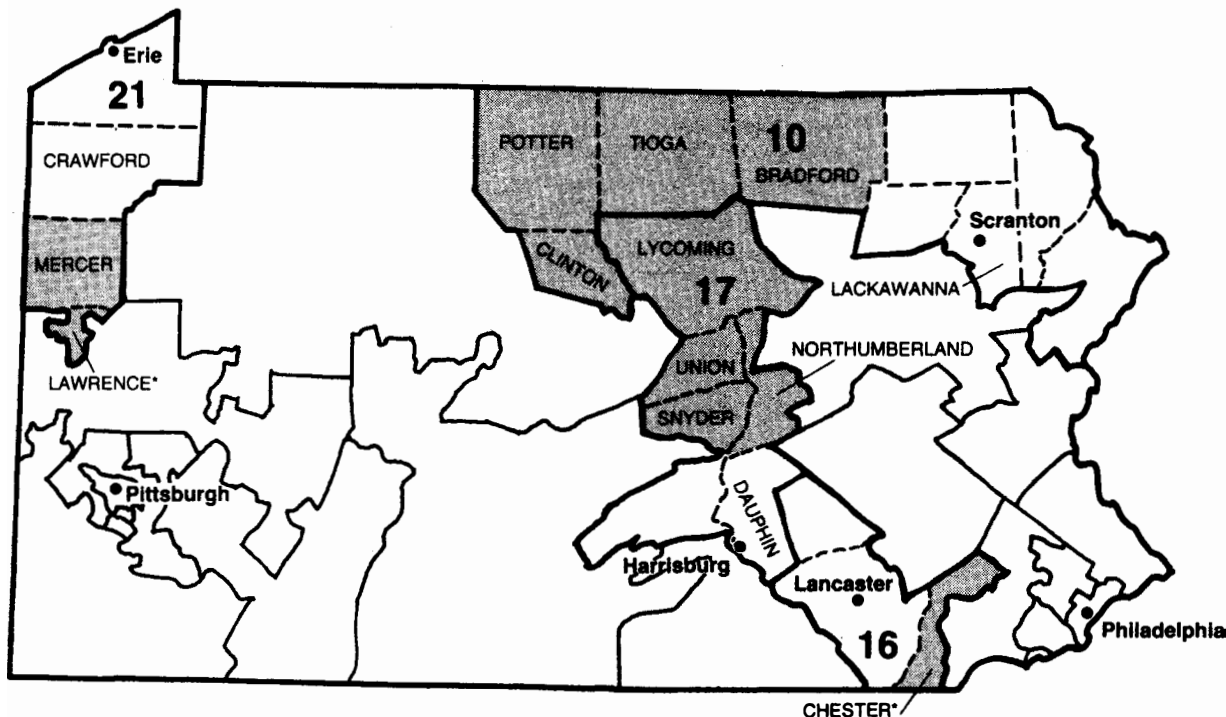 Erie
21
CRAWFORD
MERCER
LAWRENCE*
Pittsburgh
POTTER
TIOGA
10
BRADFORD
CLINTON
LYCOMING
17
UNION
SNYDER
NORTHUMBERLAND
Scranton
LACKAWANNA
DAUPHIN
Harrisburg
Lancaster
16
CHESTER*
Philadelphia